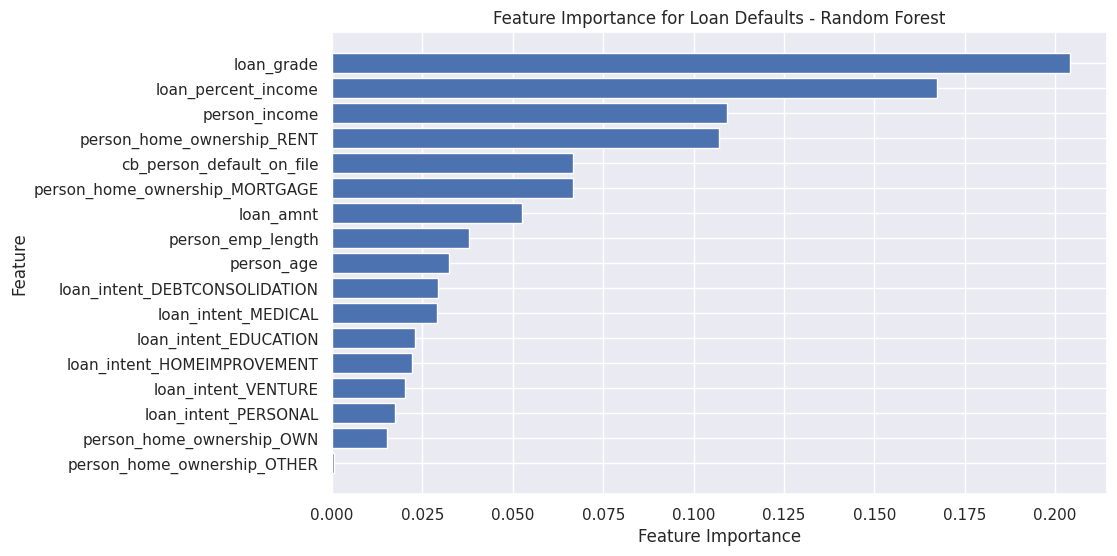 Feature Importance for Loan Defaults - Random Forest
loan_grade
loan_percent_income
person_income
person_home_ownership_RENT
cb_person_default_on_file
person_home_ownership_MORTGAGE
loan_amnt
person_emp_length
person_age
loan_intent_DEBTCONSOLIDATION
loan_intent_MEDICAL
loan_intent_EDUCATION
loan_intent_HOMEIMPROVEMENT
loan_intent_VENTURE
loan_intent_PERSONAL
person_home_ownership_OWN
person_home_ownership_OTHER
Feature
0.000 0.025 0.050 0.075 0.100 0.125 0.150 0.175 0.200
Feature Importance